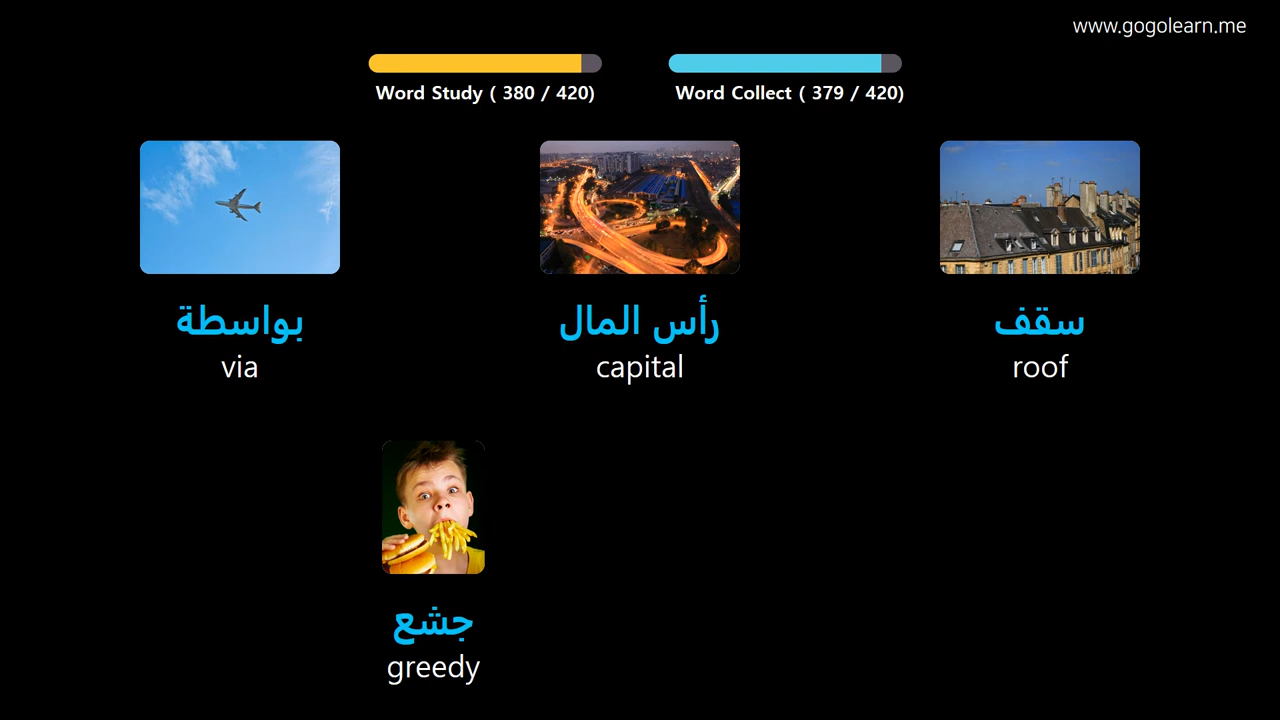 www.gogolearn.me
Word Study ( 380 / 420)
Word Collect ( 379 / 420)
بواسطة
via
رأس المال
capital
سقف
roof
جشع
greedy